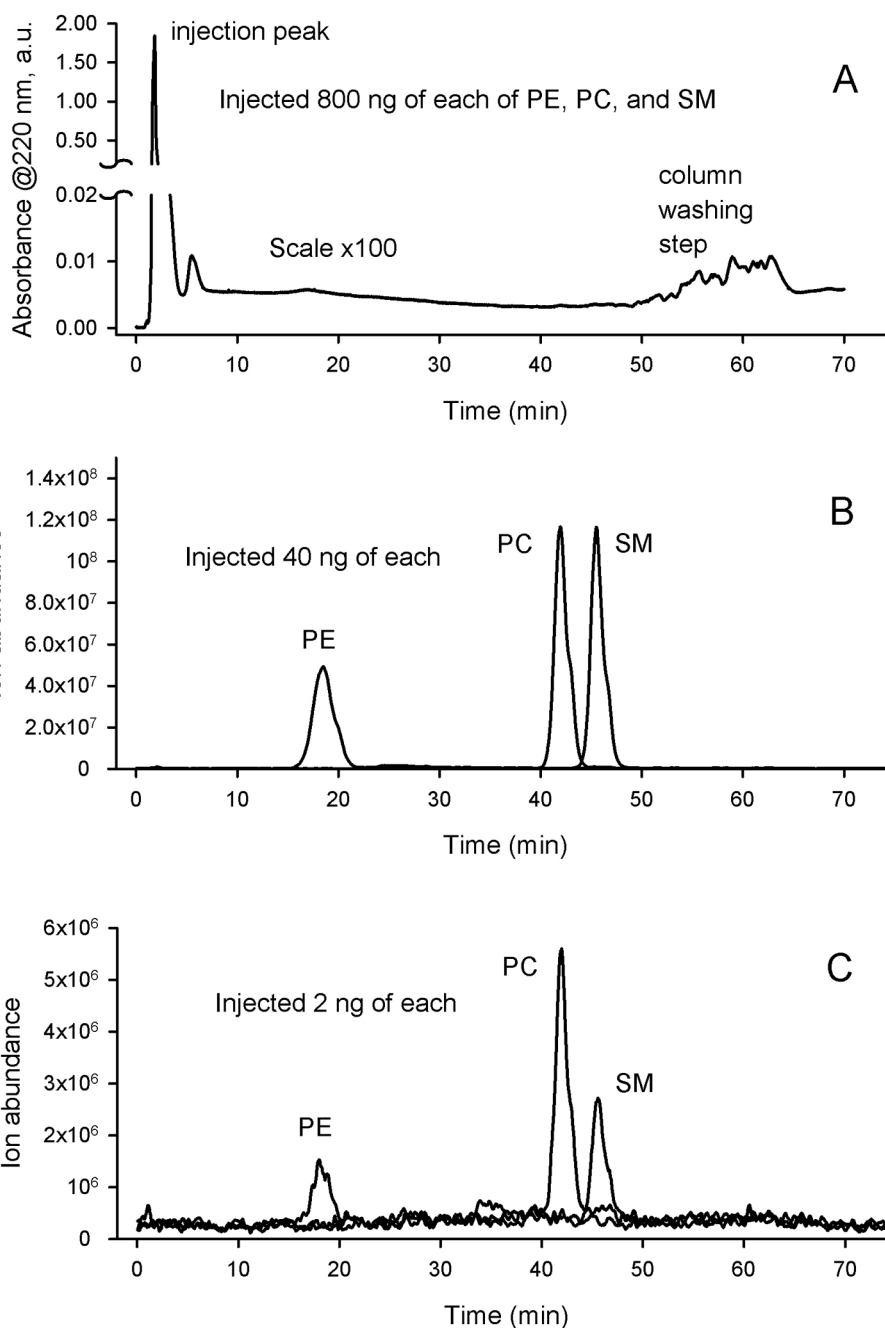 2.00
injection peak
A
1.50
Injected 800 ng of each of PE, PC, and SM
1.00
0.50
Absorbance @220 nm, a.u.
column
washing
step
0.02
Scale x100
0.01
0.00
0 10 20 30 40 50 60 70
Time (min)
1.4x10⁸
B
1.2x10⁸
PC SM
Injected 40 ng of each
10⁸
8.0x10⁷
6.0x10⁷
PE
4.0x10⁷
2.0x10⁷
0
0 10 20 30 40 50 60 70
Time (min)
6x10⁶
PC
C
5x10⁶
Injected 2 ng of each
4x10⁶
Ion abundance
3x10⁶
SM
PE
2x10⁶
10⁶
0
0 10 20 30 40 50 60 70
Time (min)